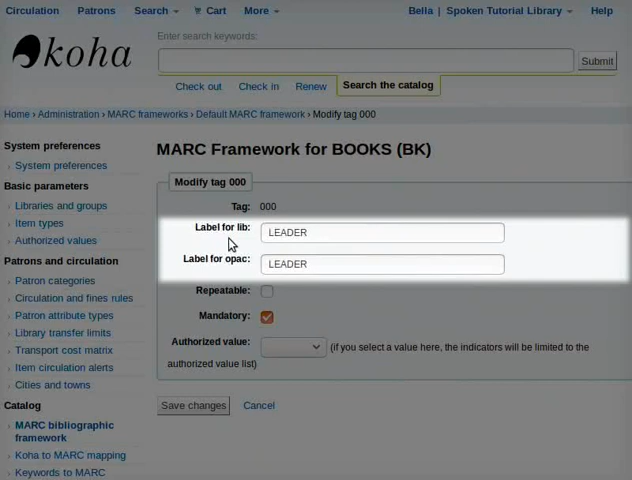 Circulation Patrons Search Cart More Bella | Spoken Tutorial Library Help
koha
Enter search keywords:
Submit
Check out Check in Renew Search the catalog
Home › Administration › MARC frameworks › Default MARC framework › Modify tag 000
System preferences
› System preferences
Basic parameters
› Libraries and groups
› Item types
› Authorized values
Patrons and circulation
› Patron categories
› Circulation and fines rules
› Patron attribute types
› Library transfer limits
› Transport cost matrix
› Item circulation alerts
› Cities and towns
Catalog
› MARC bibliographic
framework
› Koha to MARC mapping
› Keywords to MARC
MARC Framework for BOOKS (BK)
Modify tag 000
Tag: 000
Label for lib: LEADER
Label for opac: LEADER
Repeatable:
Mandatory:
Authorized value: (if you select a value here, the indicators will be limited to the
authorized value list)
Save changes Cancel